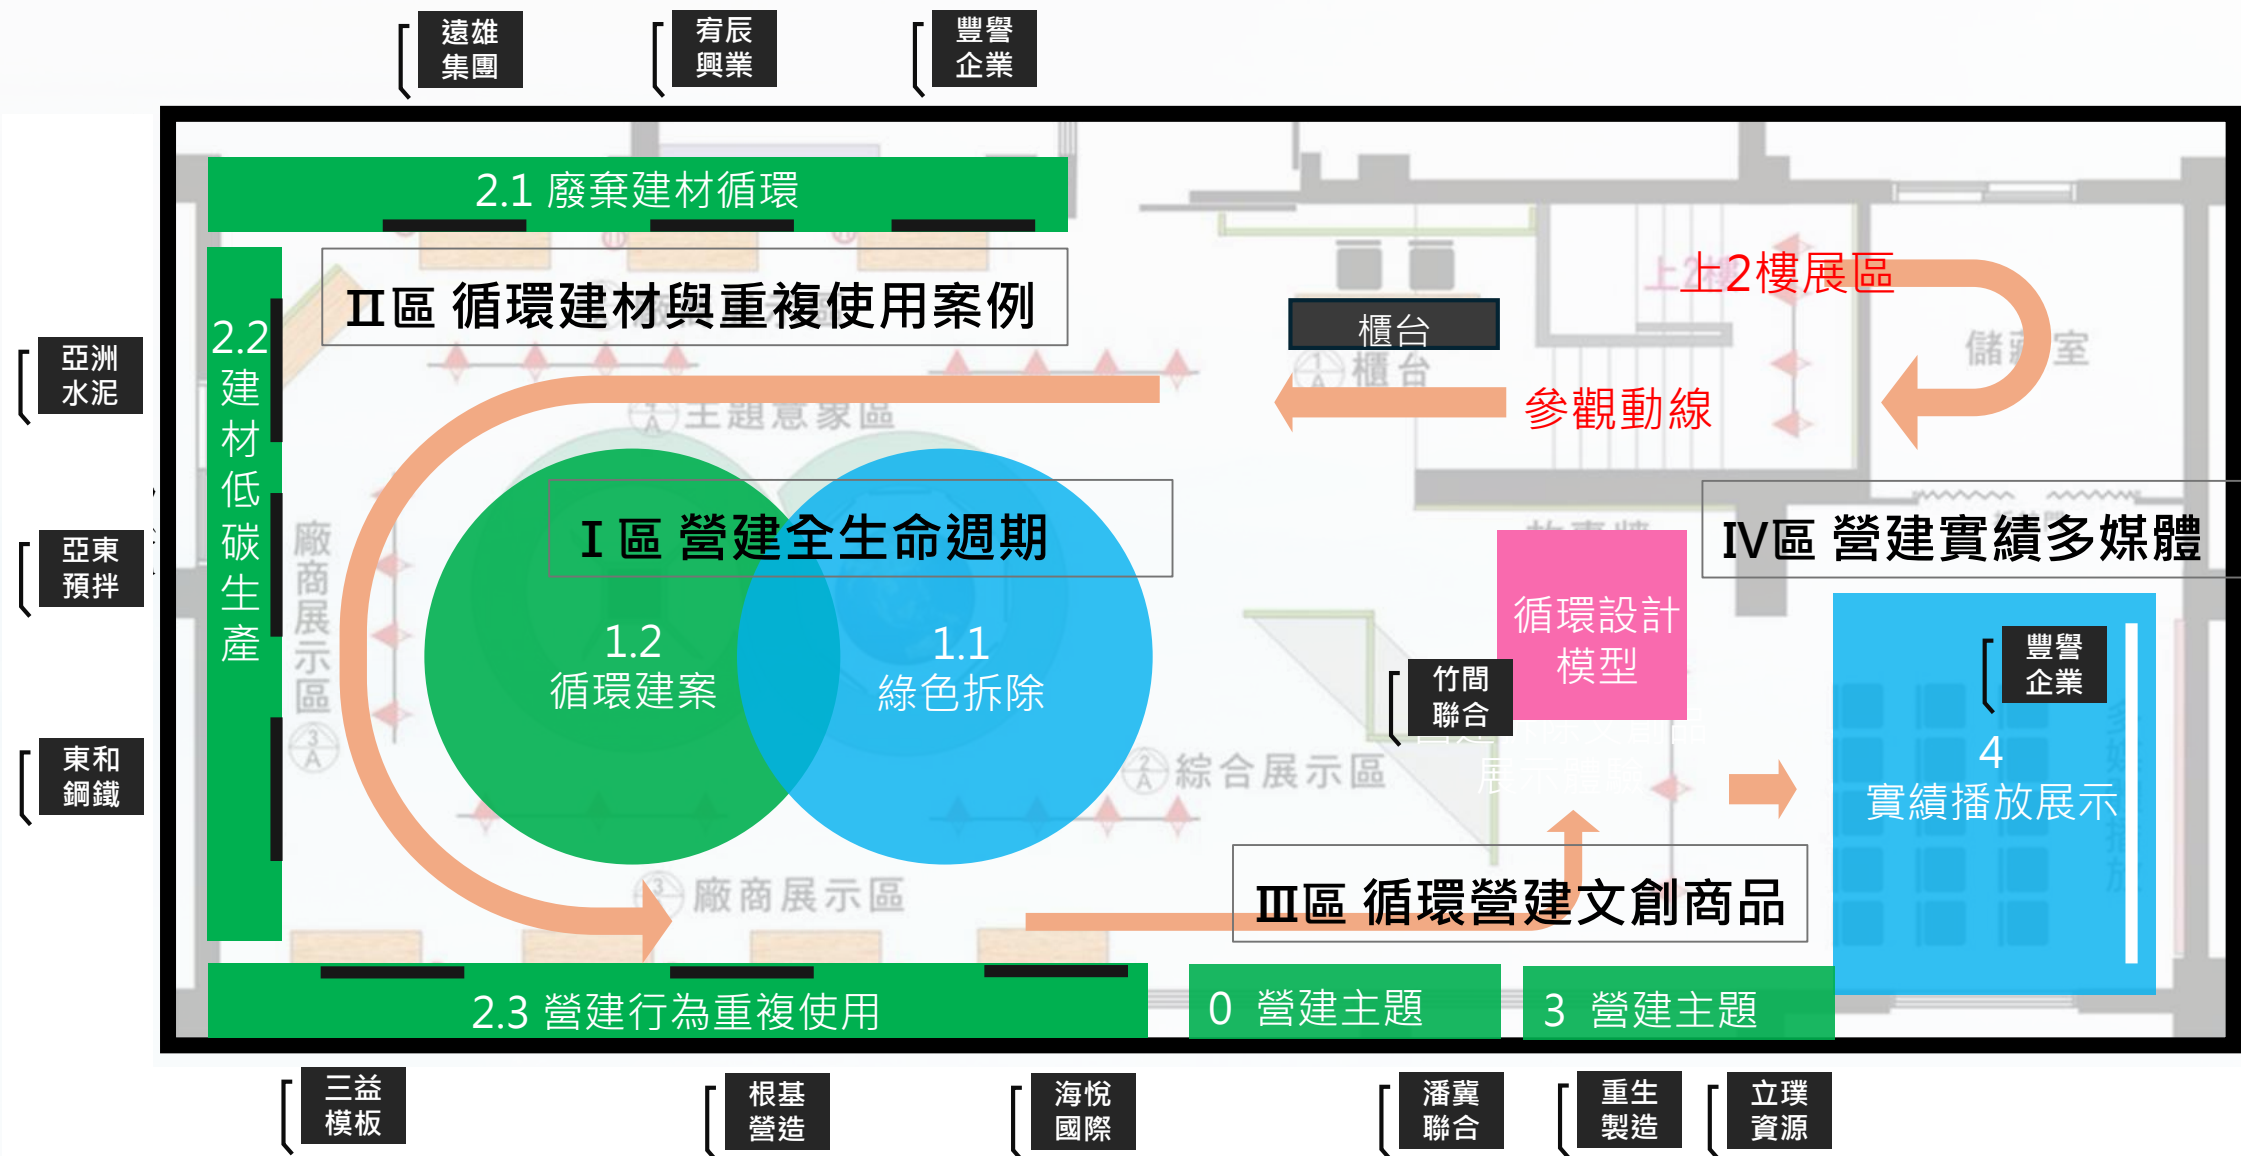 遠雄
集團
宥辰
興業
豐譽
企業
2.1 廢棄建材循環
II區 循環建材與重複使用案例
上2樓展區
櫃台
櫃台
儲藏室
亞洲
水泥
2.2
建
材
低
碳
生
產
參觀動線
主題意象區
I 區 營建全生命週期
IV區 營建實績多媒體
亞東
預拌
廠
商
展
示
區
1.2
循環建案
1.1
綠色拆除
循環設計
模型
竹間
聯合
豐譽
企業
展示體驗
4
實績播放展示
東和
鋼鐵
綜合展示區
廠商展示區
III區 循環營建文創商品
2.3 營建行為重複使用
0 營建主題
3 營建主題
三益
模板
根基
營造
海悅
國際
潘冀
聯合
重生
製造
立璞
資源